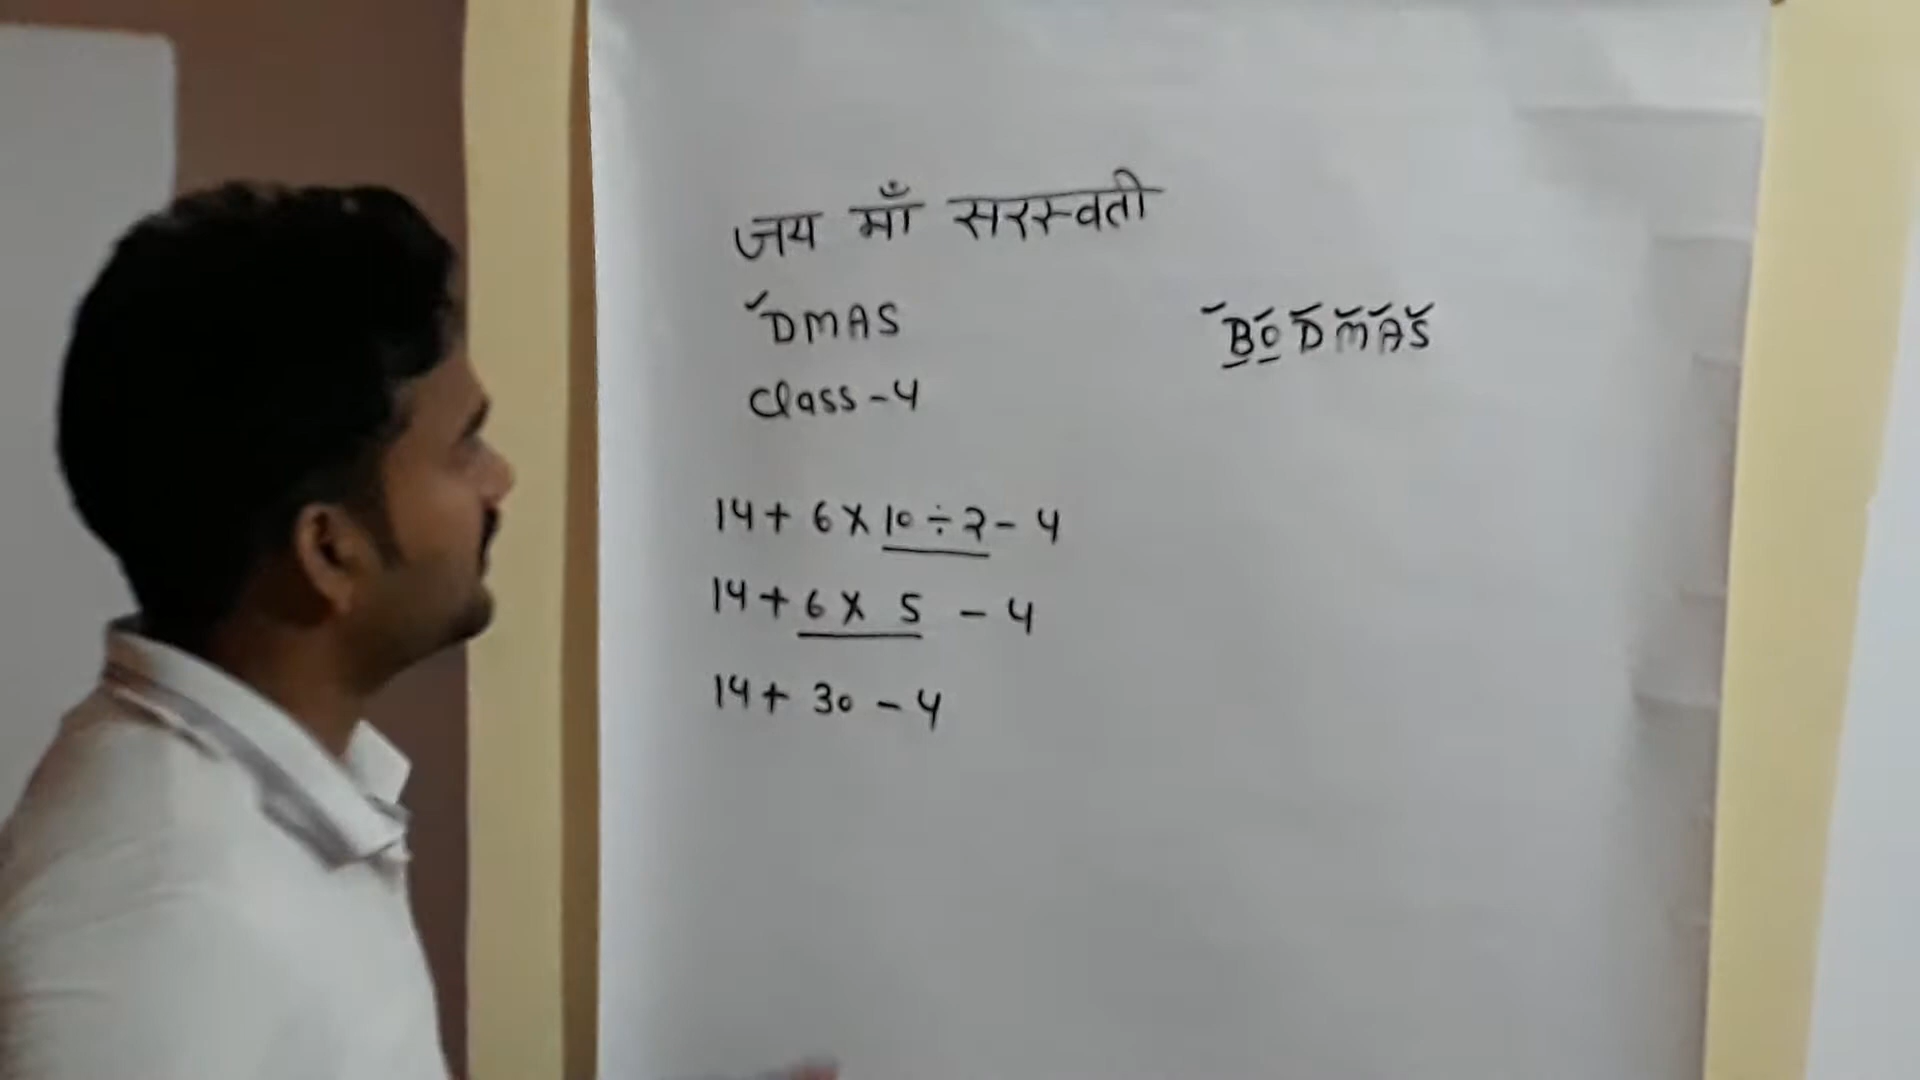 जय माँ सरस्वती
DMAS BODMAS
Class - 4
14 + 6 × 10 ÷ 2 - 4
14 + 6 × 5 - 4
14 + 30 - 4